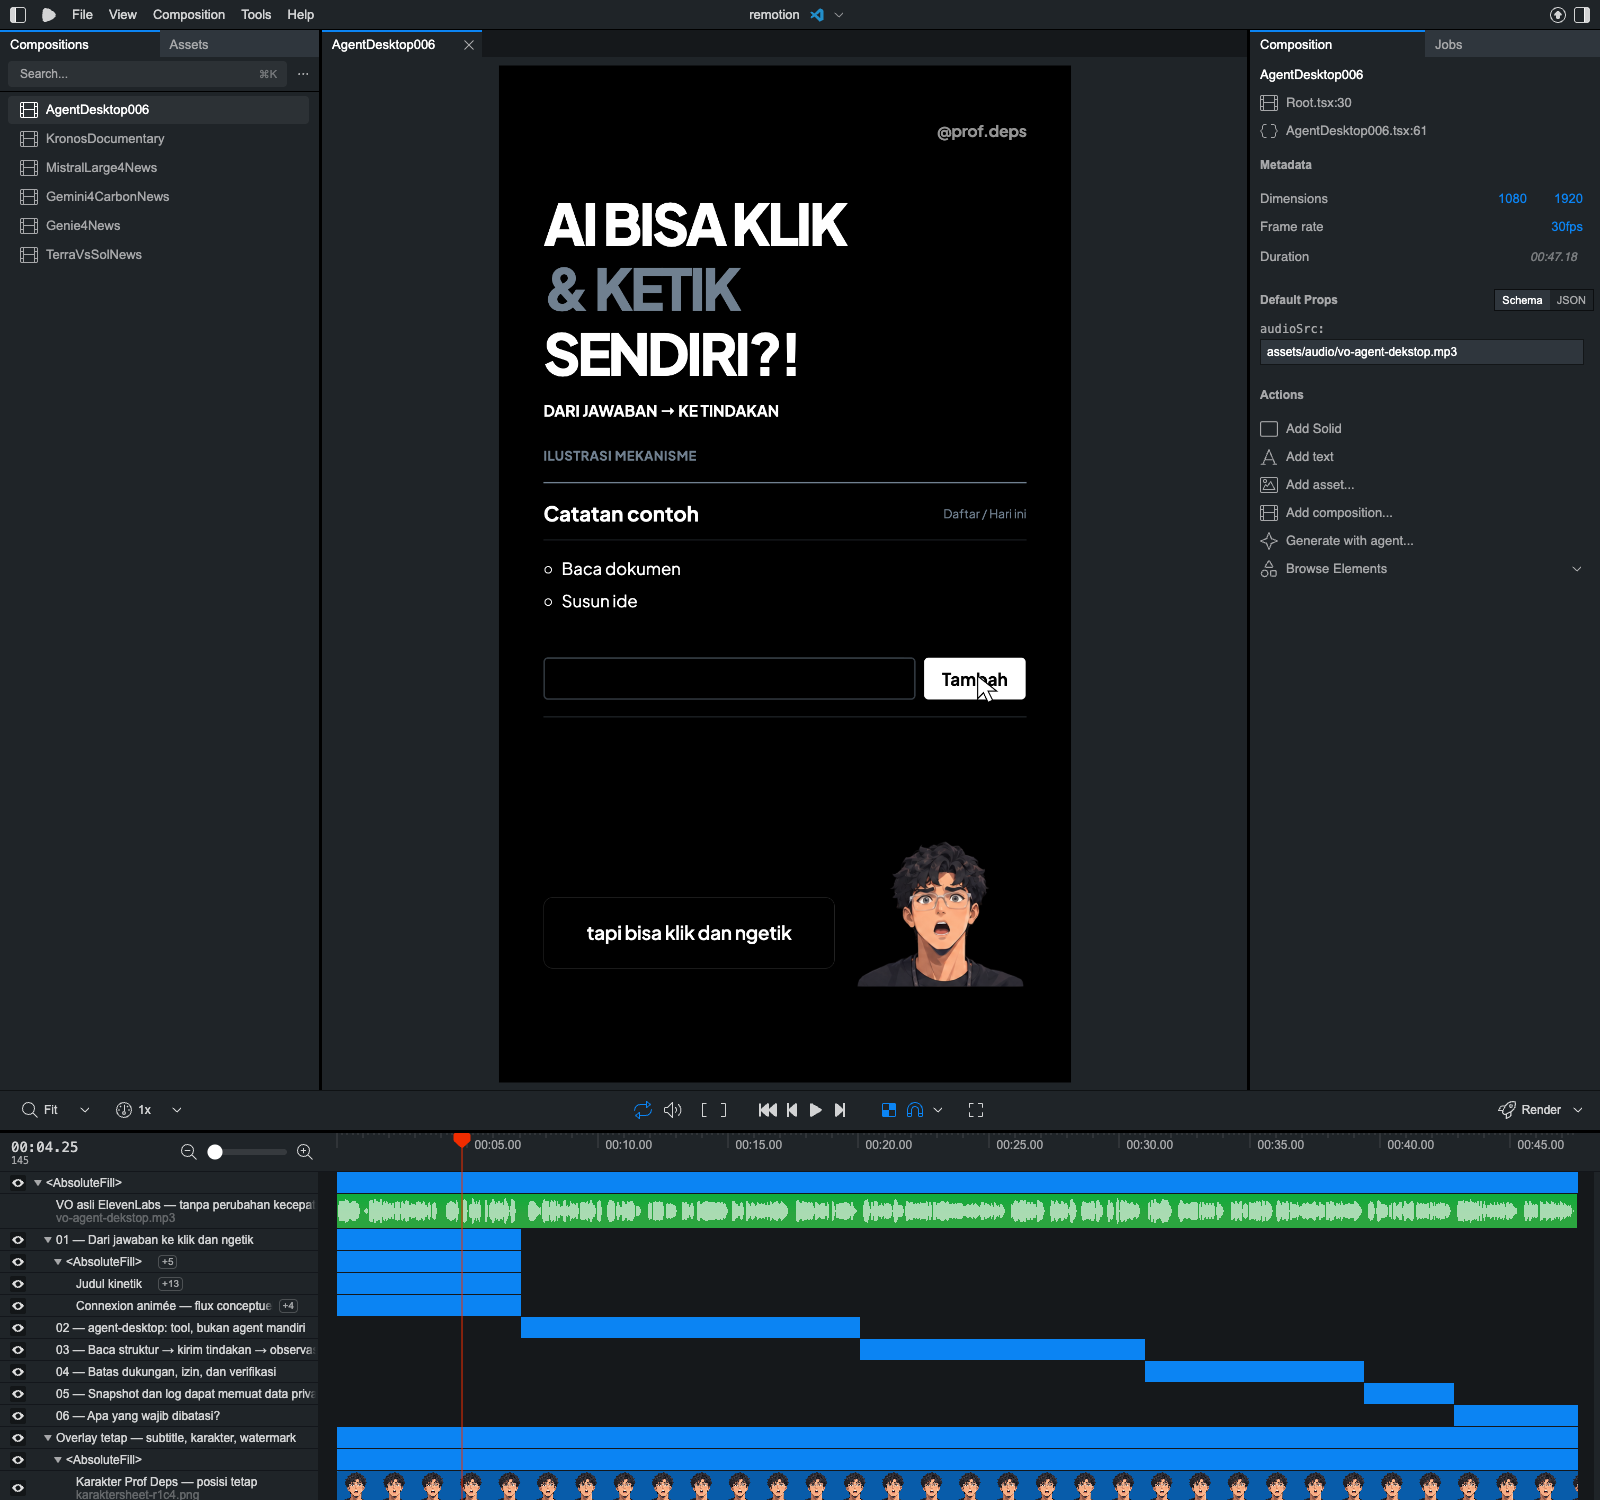 File View Composition Tools Help
remotion
Compositions Assets
Search... ⌘K ...
AgentDesktop006
KronosDocumentary
MistralLarge4News
Gemini4CarbonNews
Genie4News
TerraVsSolNews
AgentDesktop006
@prof.deps
AI BISA KLIK
& KETIK
SENDIRI?!
DARI JAWABAN → KE TINDAKAN
ILUSTRASI MEKANISME
Catatan contoh Daftar / Hari ini
Baca dokumen
Susun ide
Tambah
tapi bisa klik dan ngetik
Composition Jobs
AgentDesktop006
Root.tsx:30
AgentDesktop006.tsx:61
Metadata
Dimensions 1080 1920
Frame rate 30fps
Duration 00:47.18
Default Props Schema JSON
audioSrc:
assets/audio/vo-agent-dekstop.mp3
Actions
Add Solid
Add text
Add asset...
Add composition...
Generate with agent...
Browse Elements
Fit 1x Render
00:04.25
145
00:05.00 00:10.00 00:15.00 00:20.00 00:25.00 00:30.00 00:35.00 00:40.00 00:45.00
<AbsoluteFill>
VO asli ElevenLabs — tanpa perubahan kecepat
vo-agent-dekstop.mp3
01 — Dari jawaban ke klik dan ngetik
<AbsoluteFill> +5
Judul kinetik +13
Connexion animée — flux conceptue +4
02 — agent-desktop: tool, bukan agent mandiri
03 — Baca struktur → kirim tindakan → observa
04 — Batas dukungan, izin, dan verifikasi
05 — Snapshot dan log dapat memuat data priva
06 — Apa yang wajib dibatasi?
Overlay tetap — subtitle, karakter, watermark
<AbsoluteFill>
Karakter Prof Deps — posisi tetap
karaktersheet-r1c4.png